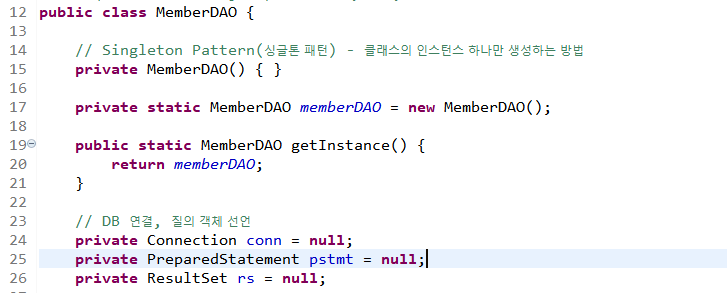 12 public class MemberDAO {
13
14 // Singleton Pattern(싱글톤 패턴) - 클래스의 인스턴스 하나만 생성하는 방법
15 private MemberDAO() { }
16
17 private static MemberDAO memberDAO = new MemberDAO();
18
19 public static MemberDAO getInstance() {
20 return memberDAO;
21 }
22
23 // DB 연결, 질의 객체 선언
24 private Connection conn = null;
25 private PreparedStatement pstmt = null;
26 private ResultSet rs = null;